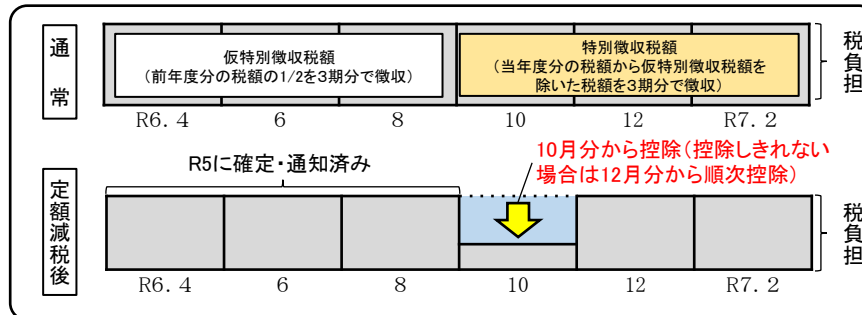 通常
仮特別徴収税額
(前年度分の税額の1/2を3期分で徴収)
特別徴収税額
(当年度分の税額から仮特別徴収税額を
除いた税額を3期分で徴収)
税負担
R6.4 6 8 10 12 R7.2
R5に確定・通知済み
10月分から控除(控除しきれない
場合は12月分から順次控除)
定額減税後
税負担
R6.4 6 8 10 12 R7.2